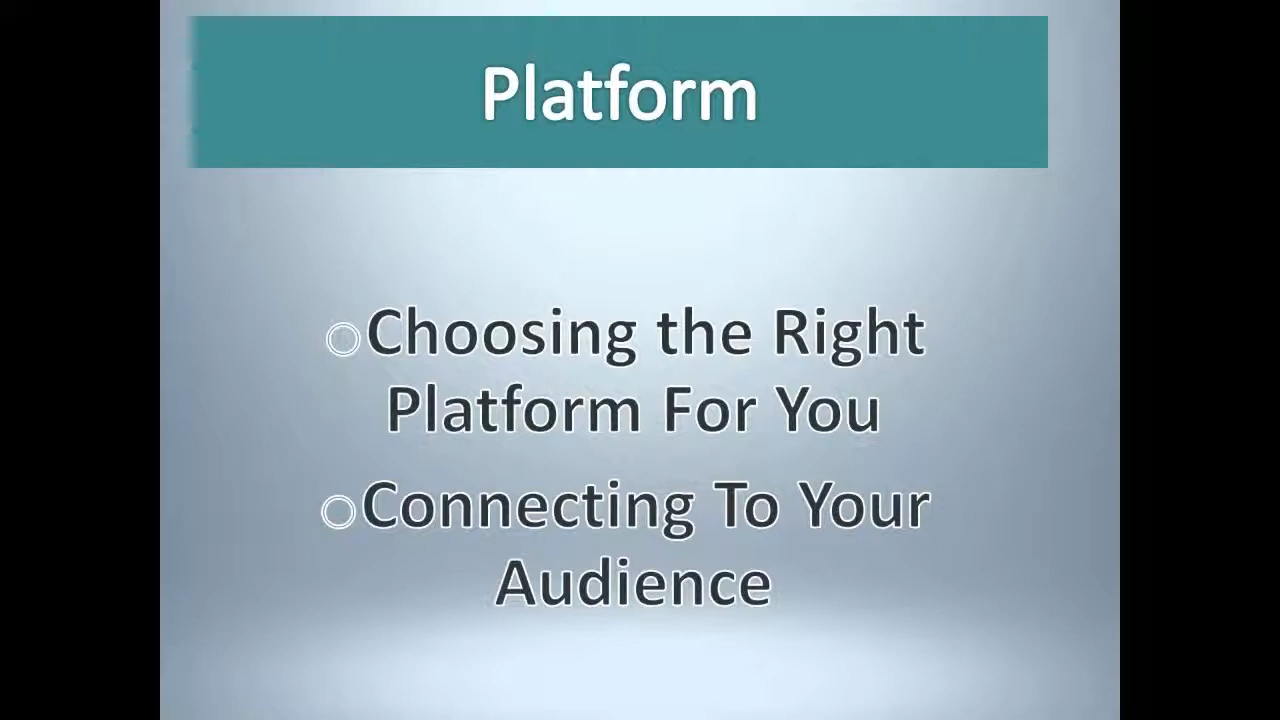 Platform
Choosing the Right
Platform For You
Connecting To Your
Audience